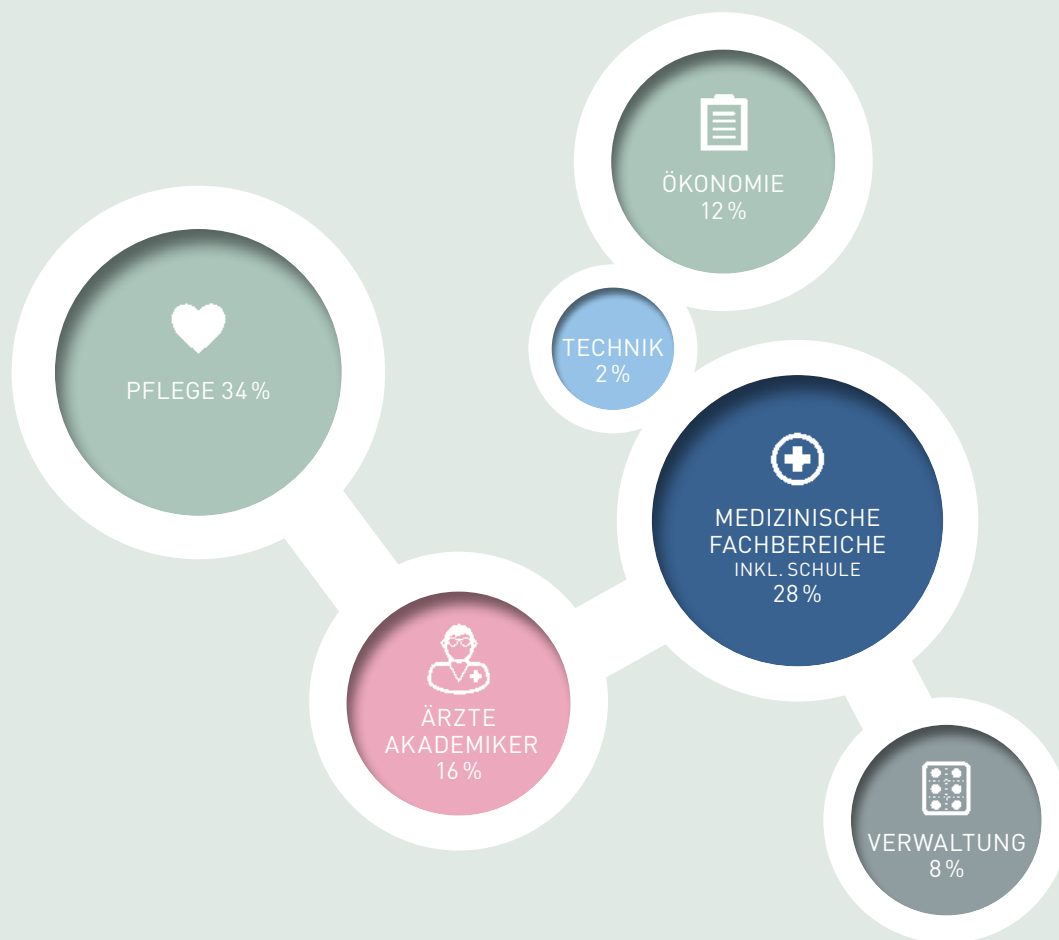 ÖKONOMIE
12 %
PFLEGE 34 %
TECHNIK
2 %
MEDIZINISCHE
FACHBEREICHE
INKL. SCHULE
28 %
ÄRZTE
AKADEMIKER
16 %
VERWALTUNG
8 %